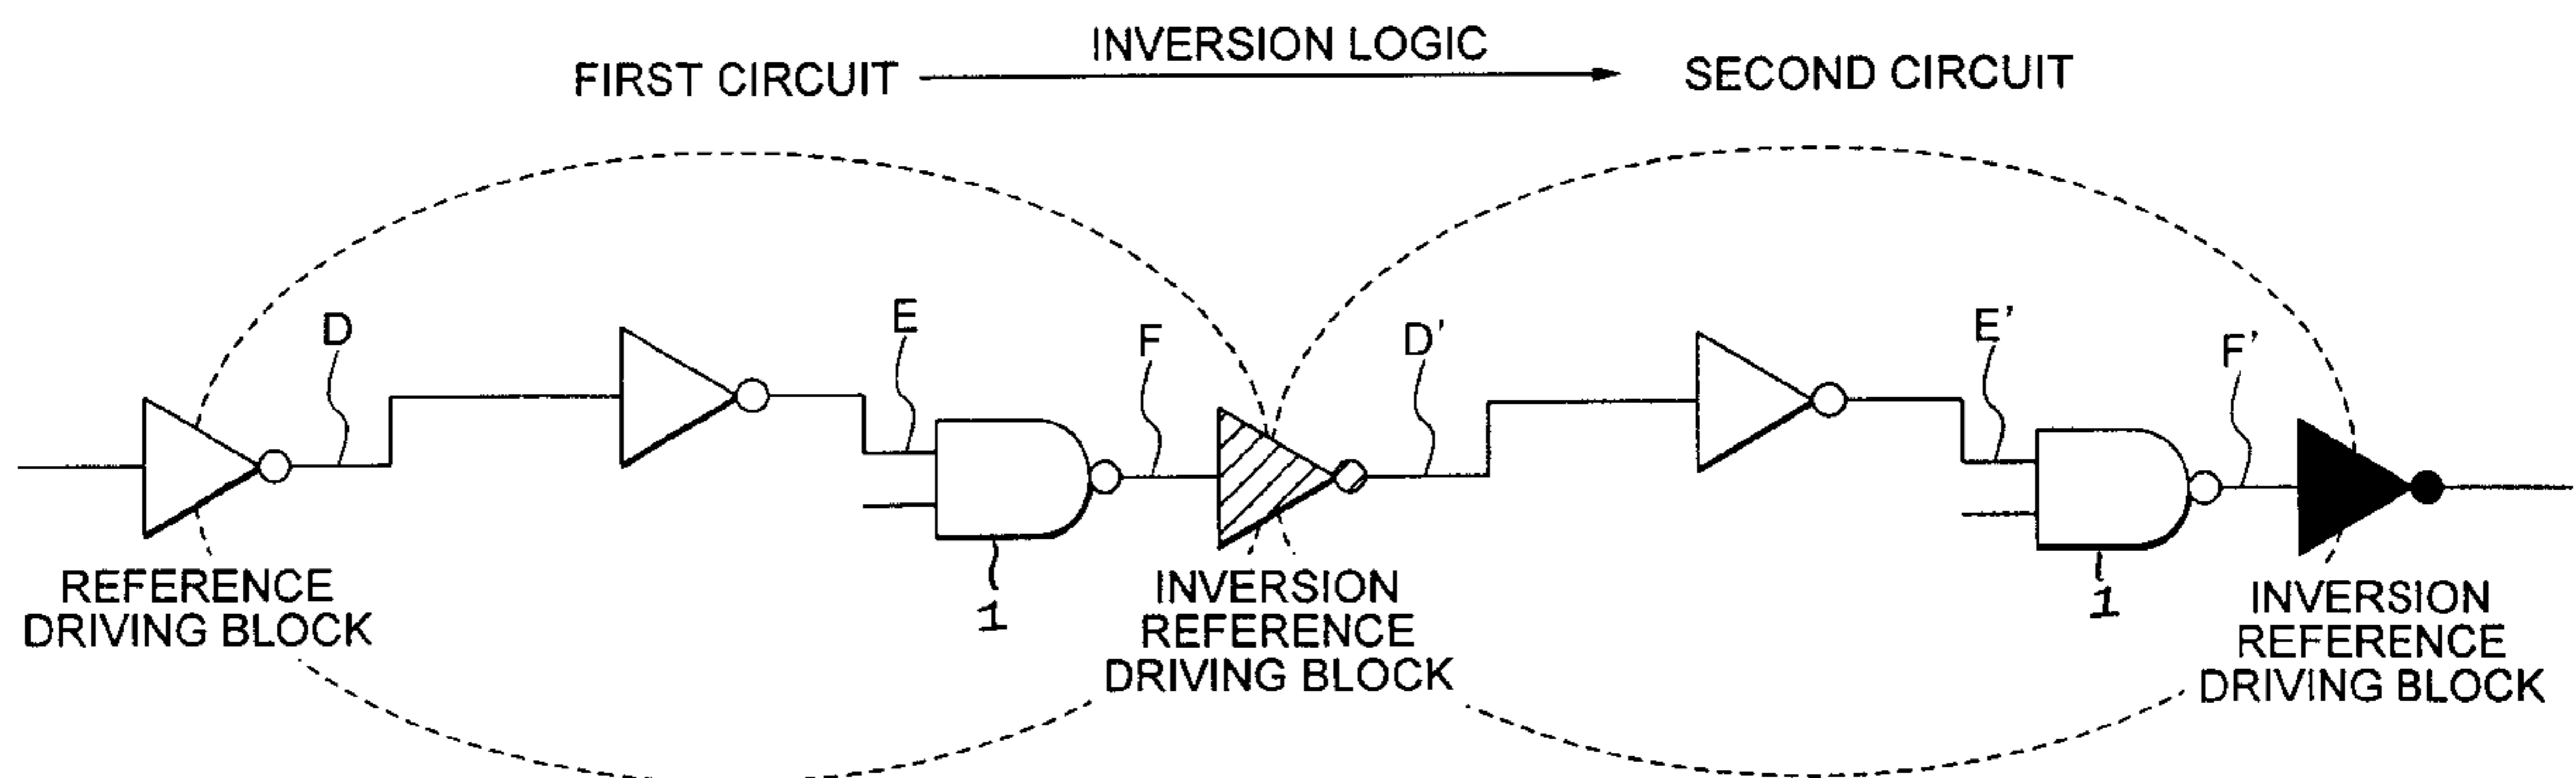 INVERSION LOGIC
FIRST CIRCUIT
SECOND CIRCUIT
D
E
F
D'
E'
F'
1
1
REFERENCE
DRIVING BLOCK
INVERSION
REFERENCE
DRIVING BLOCK
INVERSION
REFERENCE
DRIVING BLOCK